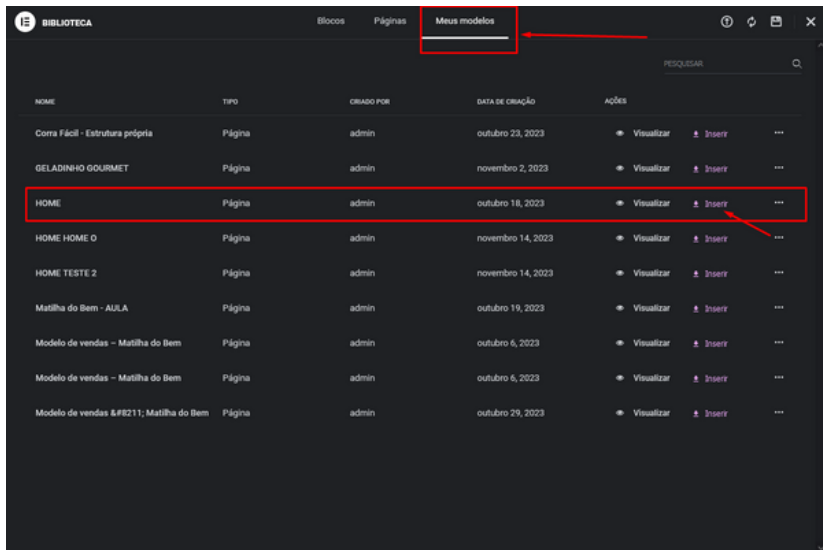 BIBLIOTECA Blocos Páginas Meus modelos
PESQUISAR
NOME TIPO CRIADO POR DATA DE CRIAÇÃO AÇÕES
Corra Fácil - Estrutura própria Página admin outubro 23, 2023 Visualizar Inserir
GELADINHO GOURMET Página admin novembro 2, 2023 Visualizar Inserir
HOME Página admin outubro 18, 2023 Visualizar Inserir
HOME HOME O Página admin novembro 14, 2023 Visualizar Inserir
HOME TESTE 2 Página admin novembro 14, 2023 Visualizar Inserir
Matilha do Bem - AULA Página admin outubro 19, 2023 Visualizar Inserir
Modelo de vendas – Matilha do Bem Página admin outubro 6, 2023 Visualizar Inserir
Modelo de vendas – Matilha do Bem Página admin outubro 6, 2023 Visualizar Inserir
Modelo de vendas &#8211; Matilha do Bem Página admin outubro 29, 2023 Visualizar Inserir